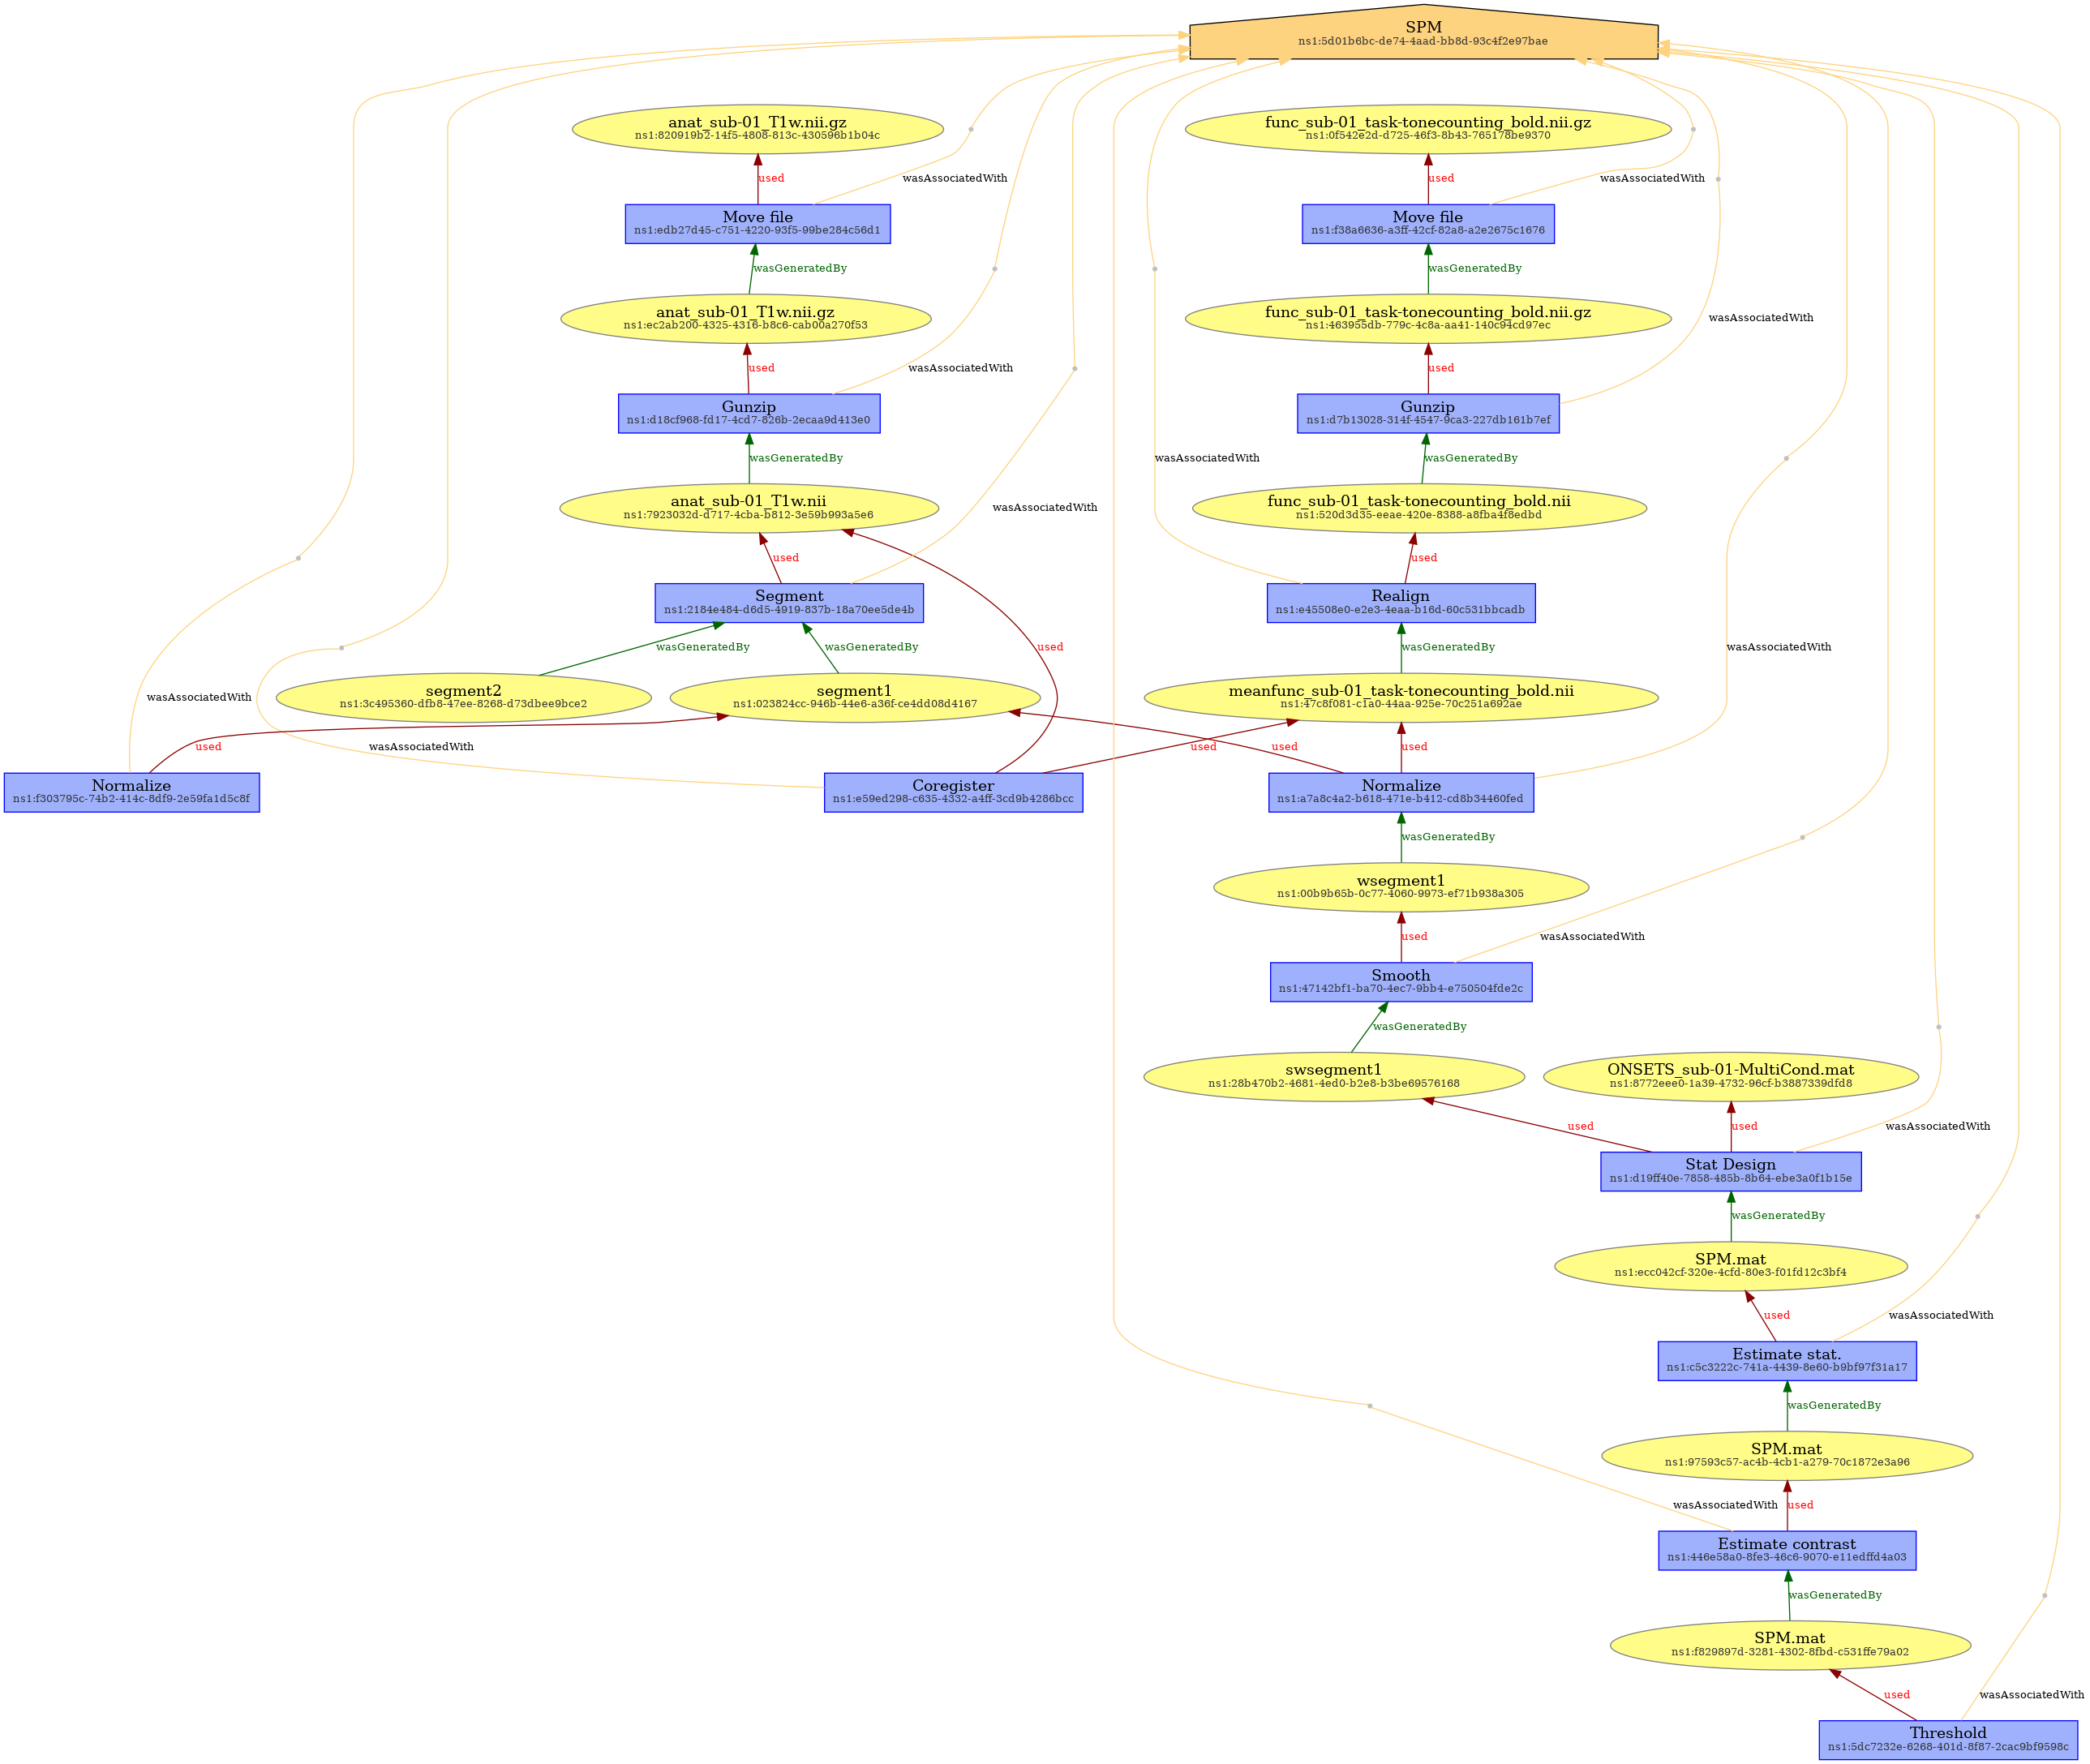 SPM
ns1:5d01b6bc-de74-4aad-bb8d-93c4f2e97bae
anat_sub-01_T1w.nii.gz
ns1:820919b2-14f5-4808-813c-430596b1b04c
func_sub-01_task-tonecounting_bold.nii.gz
ns1:0f542e2d-d725-46f3-8b43-765178be9370
used
wasAssociatedWith
used
wasAssociatedWith
Move file
ns1:edb27d45-c751-4220-93f5-99be284c56d1
Move file
ns1:f38a6636-a3ff-42cf-82a8-a2e2675c1676
wasGeneratedBy
wasGeneratedBy
anat_sub-01_T1w.nii.gz
ns1:ec2ab200-4325-4316-b8c6-cab00a270f53
func_sub-01_task-tonecounting_bold.nii.gz
ns1:463955db-779c-4c8a-aa41-140c94cd97ec
wasAssociatedWith
used
wasAssociatedWith
used
Gunzip
ns1:d18cf968-fd17-4cd7-826b-2ecaa9d413e0
Gunzip
ns1:d7b13028-314f-4547-9ca3-227db161b7ef
wasGeneratedBy
wasAssociatedWith
wasGeneratedBy
anat_sub-01_T1w.nii
ns1:7923032d-d717-4cba-b812-3e59b993a5e6
wasAssociatedWith
func_sub-01_task-tonecounting_bold.nii
ns1:520d3d35-eeae-420e-8388-a8fba4f8edbd
used
used
Segment
ns1:2184e484-d6d5-4919-837b-18a70ee5de4b
Realign
ns1:e45508e0-e2e3-4eaa-b16d-60c531bbcadb
wasGeneratedBy
wasGeneratedBy
used
wasGeneratedBy
wasAssociatedWith
wasAssociatedWith
segment2
ns1:3c495360-dfb8-47ee-8268-d73dbee9bce2
segment1
ns1:023824cc-946b-44e6-a36f-ce4dd08d4167
meanfunc_sub-01_task-tonecounting_bold.nii
ns1:47c8f081-c1a0-44aa-925e-70c251a692ae
used
wasAssociatedWith
used
used
used
Normalize
ns1:f303795c-74b2-414c-8df9-2e59fa1d5c8f
Coregister
ns1:e59ed298-c635-4332-a4ff-3cd9b4286bcc
Normalize
ns1:a7a8c4a2-b618-471e-b412-cd8b34460fed
wasGeneratedBy
wsegment1
ns1:00b9b65b-0c77-4060-9973-ef71b938a305
used
wasAssociatedWith
Smooth
ns1:47142bf1-ba70-4ec7-9bb4-e750504fde2c
wasGeneratedBy
swsegment1
ns1:28b470b2-4681-4ed0-b2e8-b3be69576168
ONSETS_sub-01-MultiCond.mat
ns1:8772eee0-1a39-4732-96cf-b3887339dfd8
used
used
wasAssociatedWith
Stat Design
ns1:d19ff40e-7858-485b-8b64-ebe3a0f1b15e
wasGeneratedBy
SPM.mat
ns1:ecc042cf-320e-4cfd-80e3-f01fd12c3bf4
used
wasAssociatedWith
Estimate stat.
ns1:c5c3222c-741a-4439-8e60-b9bf97f31a17
wasGeneratedBy
SPM.mat
ns1:97593c57-ac4b-4cb1-a279-70c1872e3a96
wasAssociatedWith
used
Estimate contrast
ns1:446e58a0-8fe3-46c6-9070-e11edffd4a03
wasGeneratedBy
SPM.mat
ns1:f829897d-3281-4302-8fbd-c531ffe79a02
used
wasAssociatedWith
Threshold
ns1:5dc7232e-6268-401d-8f87-2cac9bf9598c